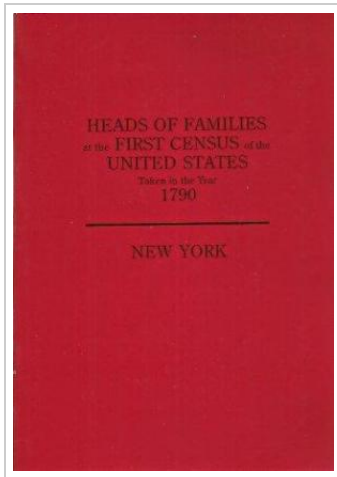 HEADS OF FAMILIES
at the FIRST CENSUS of the
UNITED STATES
Taken in the Year
1790
NEW YORK